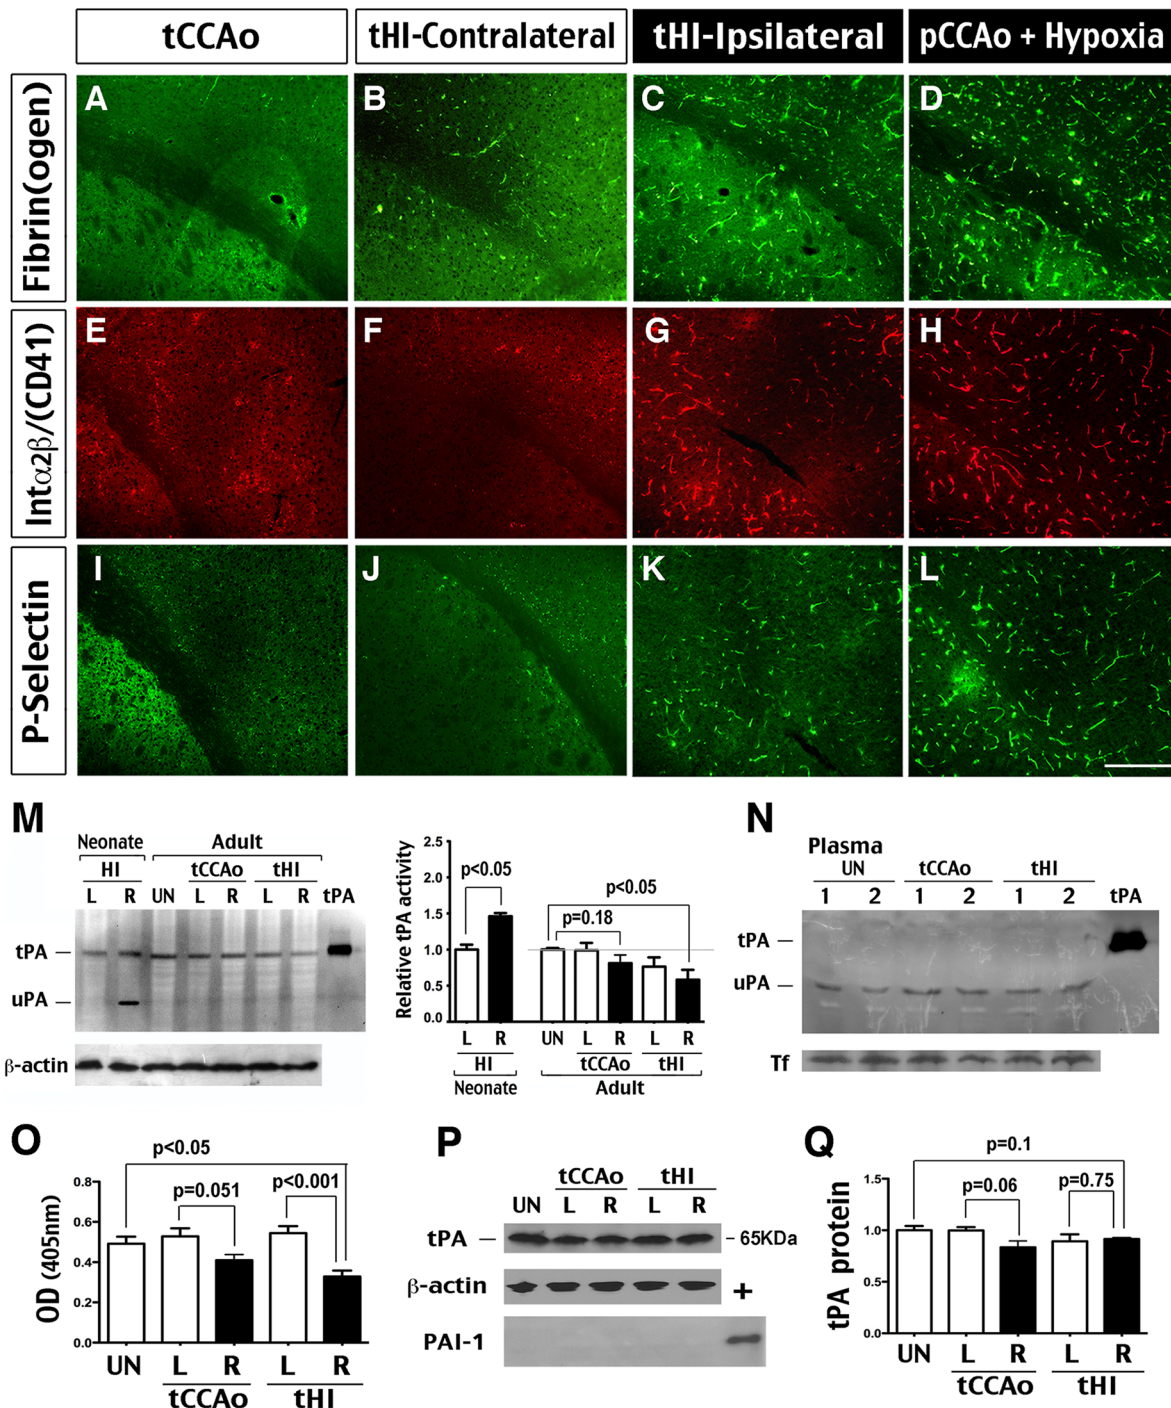 tCCAo tHI-Contralateral tHI-Ipsilateral pCCAo + Hypoxia
Fibrin(ogen)
A B C D
Intα2β/(CD41)
E F G H
P-Selectin
I J K L
M
Neonate Adult
HI tCCAo tHI
L R UN L R L R tPA
tPA
uPA
β-actin
Relative tPA activity
2.5
2.0
1.5
1.0
0.5
0.0
p<0.05
p<0.05
p=0.18
L R UN L R L R
HI tCCAo tHI
Neonate Adult
N
Plasma
UN tCCAo tHI
1 2 1 2 1 2 tPA
tPA
uPA
Tf
O
OD (405nm)
0.8
0.6
0.4
0.2
0.0
p<0.05
p=0.051
p<0.001
UN L R L R
tCCAo tHI
P
tCCAo tHI
UN L R L R
tPA 65KDa
β-actin +
PAI-1
Q
tPA protein
1.5
1.0
0.5
0.0
p=0.1
p=0.06
p=0.75
UN L R L R
tCCAo tHI